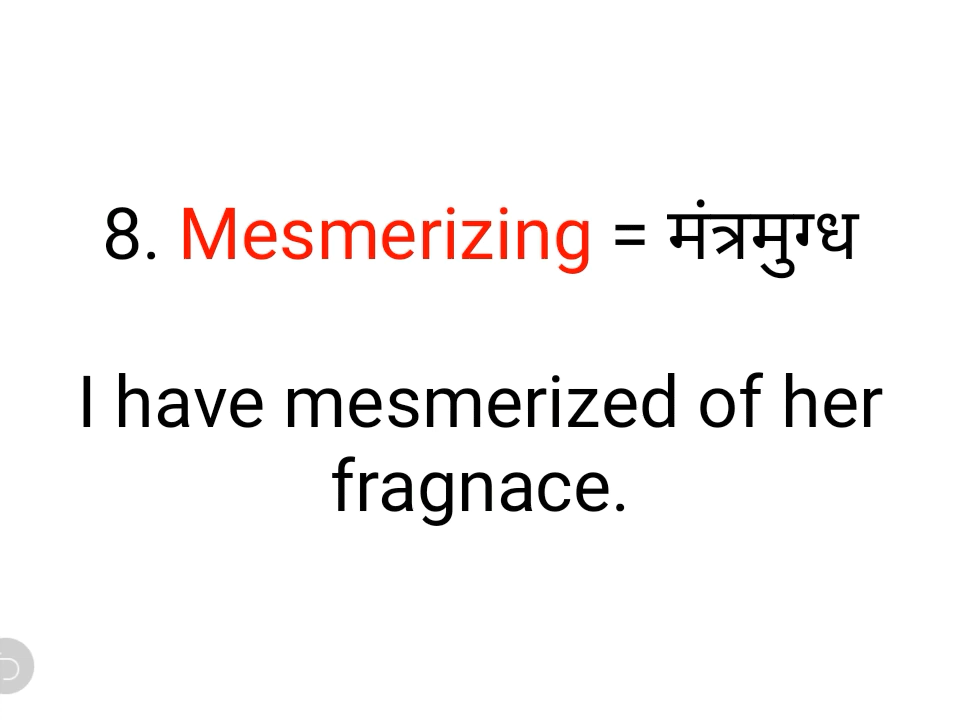 8. Mesmerizing = मंत्रमुग्ध
I have mesmerized of her
fragnace.